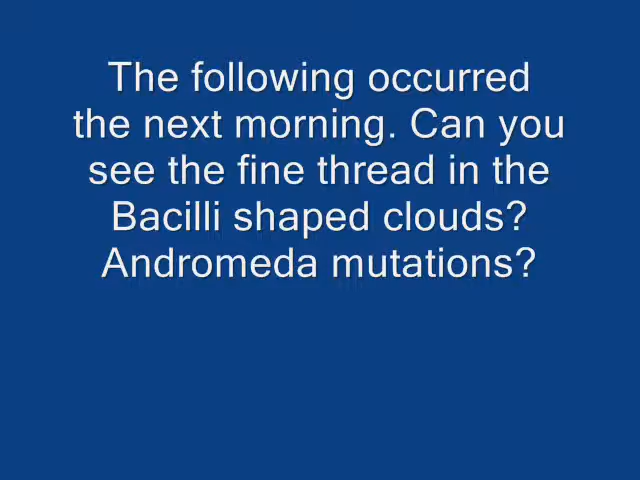 The following occurred
the next morning. Can you
see the fine thread in the
Bacilli shaped clouds?
Andromeda mutations?